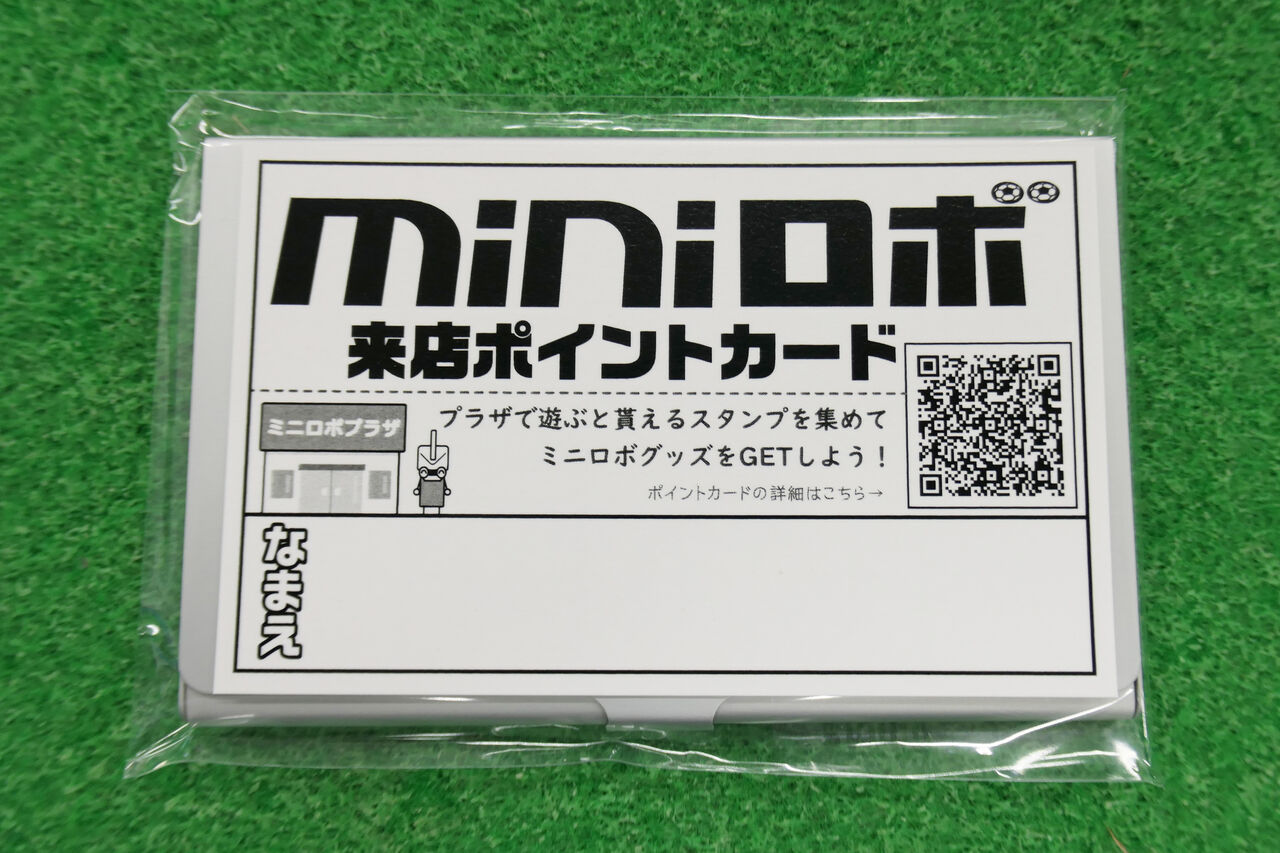 miniロボ
来店ポイントカード
プラザで遊ぶと貰えるスタンプを集めて
ミニロボグッズをGETしよう！
ポイントカードの詳細はこちら→
ミニロボプラザ
なまえ